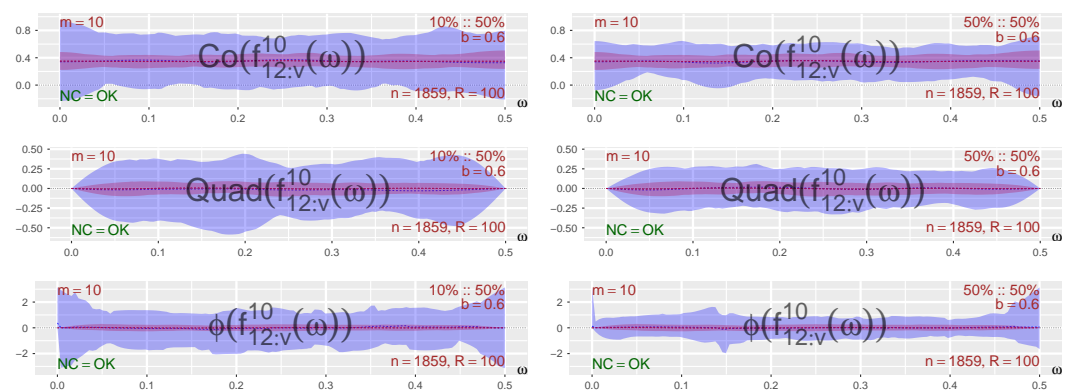 m = 10
10% :: 50%
b = 0.6
Co(f¹⁰₁₂:ᵥ(ω))
NC = OK
n = 1859, R = 100
0.8
0.4
0.0
0.0 0.1 0.2 0.3 0.4 0.5 ω
m = 10
50% :: 50%
b = 0.6
Co(f¹⁰₁₂:ᵥ(ω))
NC = OK
n = 1859, R = 100
0.8
0.4
0.0
0.0 0.1 0.2 0.3 0.4 0.5 ω
m = 10
10% :: 50%
b = 0.6
Quad(f¹⁰₁₂:ᵥ(ω))
NC = OK
n = 1859, R = 100
0.50
0.25
0.00
−0.25
−0.50
0.0 0.1 0.2 0.3 0.4 0.5 ω
m = 10
50% :: 50%
b = 0.6
Quad(f¹⁰₁₂:ᵥ(ω))
NC = OK
n = 1859, R = 100
0.50
0.25
0.00
−0.25
−0.50
0.0 0.1 0.2 0.3 0.4 0.5 ω
m = 10
10% :: 50%
b = 0.6
ϕ(f¹⁰₁₂:ᵥ(ω))
NC = OK
n = 1859, R = 100
2
0
−2
0.0 0.1 0.2 0.3 0.4 0.5 ω
m = 10
50% :: 50%
b = 0.6
ϕ(f¹⁰₁₂:ᵥ(ω))
NC = OK
n = 1859, R = 100
2
0
−2
0.0 0.1 0.2 0.3 0.4 0.5 ω